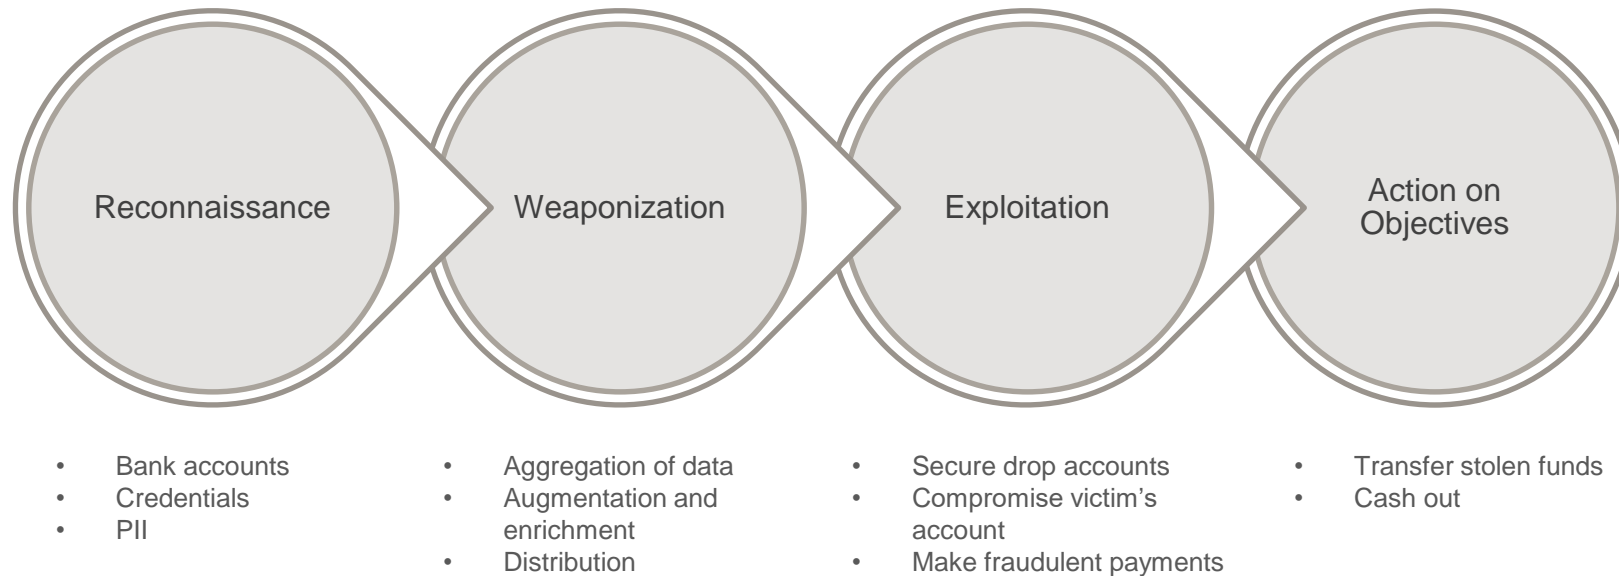 Reconnaissance
Weaponization
Exploitation
Action on
Objectives
• Bank accounts
• Credentials
• PII
• Aggregation of data
• Augmentation and
enrichment
• Distribution
• Secure drop accounts
• Compromise victim’s
account
• Make fraudulent payments
• Transfer stolen funds
• Cash out